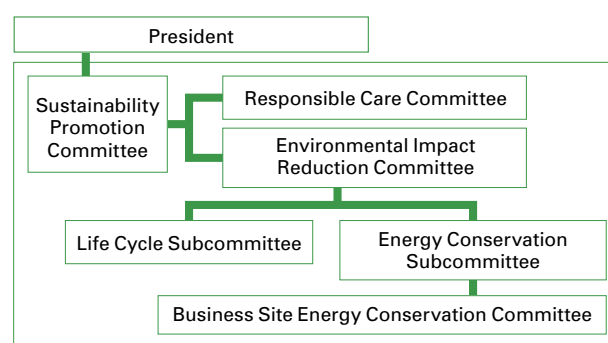 President
Sustainability
Promotion
Committee
Responsible Care Committee
Environmental Impact
Reduction Committee
Life Cycle Subcommittee
Energy Conservation
Subcommittee
Business Site Energy Conservation Committee